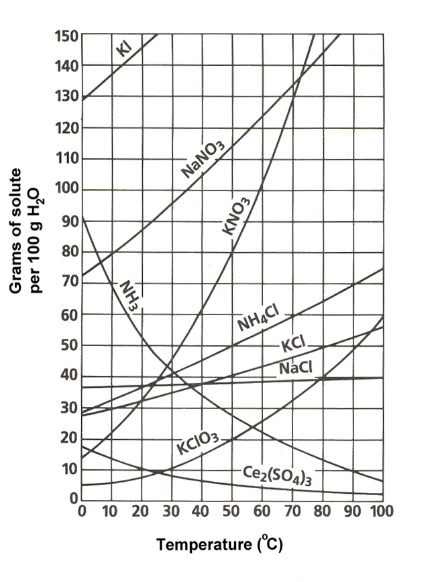 150
140
130
120
110
100
90
80
70
60
50
40
30
20
10
0
Grams of solute
per 100 g H₂O
KI
NaNO₃
KNO₃
NH₃
NH₄Cl
KCl
NaCl
KClO₃
Ce₂(SO₄)₃
0 10 20 30 40 50 60 70 80 90 100
Temperature (°C)